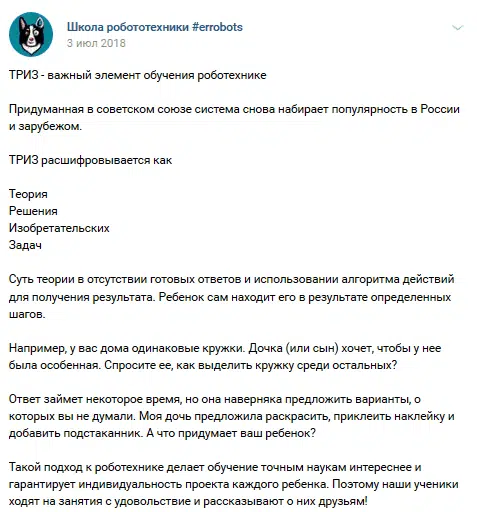 Школа робототехники #errobots
3 июл 2018
ТРИЗ - важный элемент обучения роботехнике
Придуманная в советском союзе система снова набирает популярность в России
и зарубежом.
ТРИЗ расшифровывается как
Теория
Решения
Изобретательских
Задач
Суть теории в отсутствии готовых ответов и использовании алгоритма действий
для получения результата. Ребенок сам находит его в результате определенных
шагов.
Например, у вас дома одинаковые кружки. Дочка (или сын) хочет, чтобы у нее
была особенная. Спросите ее, как выделить кружку среди остальных?
Ответ займет некоторое время, но она наверняка предложить варианты, о
которых вы не думали. Моя дочь предложила раскрасить, приклеить наклейку и
добавить подстаканник. А что придумает ваш ребенок?
Такой подход к роботехнике делает обучение точным наукам интереснее и
гарантирует индивидуальность проекта каждого ребенка. Поэтому наши ученики
ходят на занятия с удовольствие и рассказывают о них друзьям!